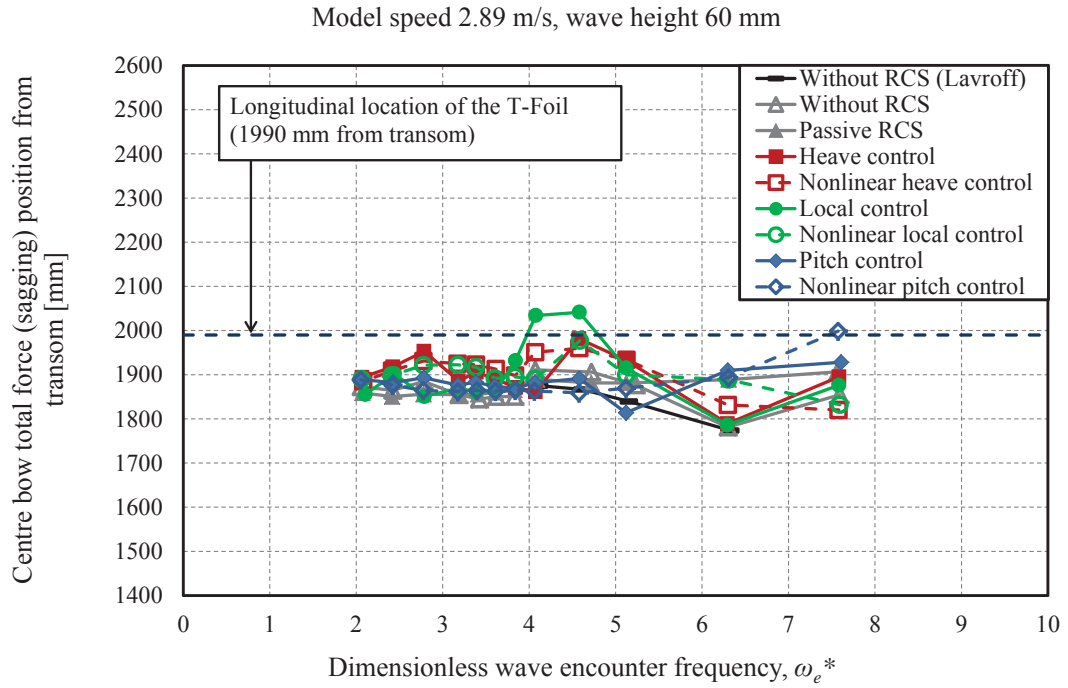 Model speed 2.89 m/s, wave height 60 mm
Centre bow total force (sagging) position from
transom [mm]
2600
2500
2400
2300
2200
2100
2000
1900
1800
1700
1600
1500
1400
Longitudinal location of the T-Foil
(1990 mm from transom)
Without RCS (Lavroff)
Without RCS
Passive RCS
Heave control
Nonlinear heave control
Local control
Nonlinear local control
Pitch control
Nonlinear pitch control
0 1 2 3 4 5 6 7 8 9 10
Dimensionless wave encounter frequency, ωe*